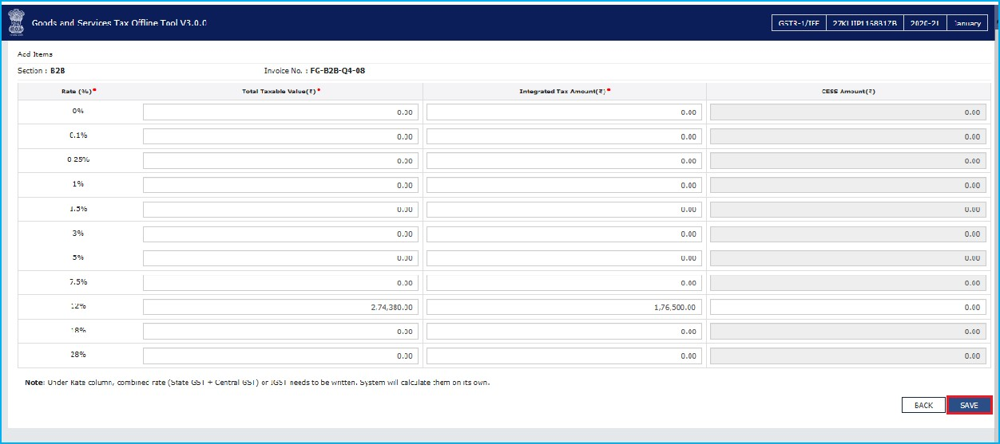 Goods and Services Tax Offline Tool V3.0.0 GSTR-1/IFF 2020-21 January
Add Items
Section : B2B Invoice No. : FG-B2B-Q4-08
Rate (%)• Total Taxable Value(₹)• Integrated Tax Amount(₹)• CESS Amount(₹)
0% 0.00 0.00 0.00
0.1% 0.00 0.00 0.00
0.25% 0.00 0.00 0.00
1% 0.00 0.00 0.00
1.5% 0.00 0.00 0.00
3% 0.00 0.00 0.00
5% 0.00 0.00 0.00
7.5% 0.00 0.00 0.00
12% 2,74,380.00 1,76,500.00 0.00
18% 0.00 0.00 0.00
28% 0.00 0.00 0.00
Note: Under Rate column, combined rate (State GST + Central GST) or IGST needs to be written. System will calculate them on its own.
BACK SAVE